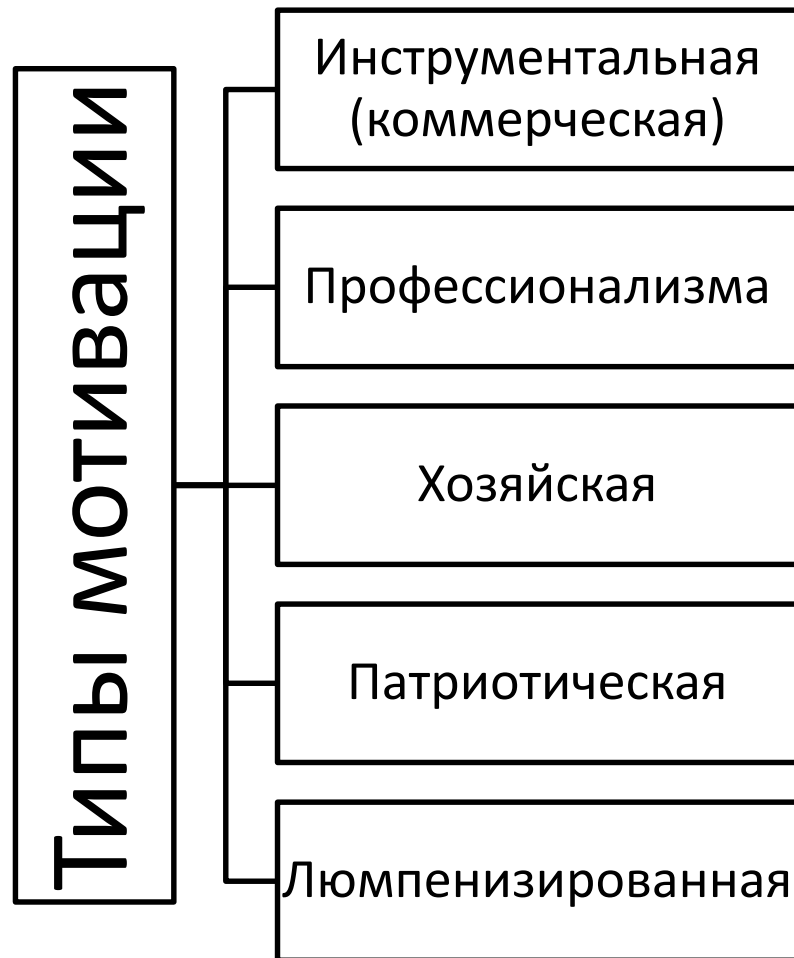 Типы мотивации
Инструментальная
(коммерческая)
Профессионализма
Хозяйская
Патриотическая
Люмпенизированная